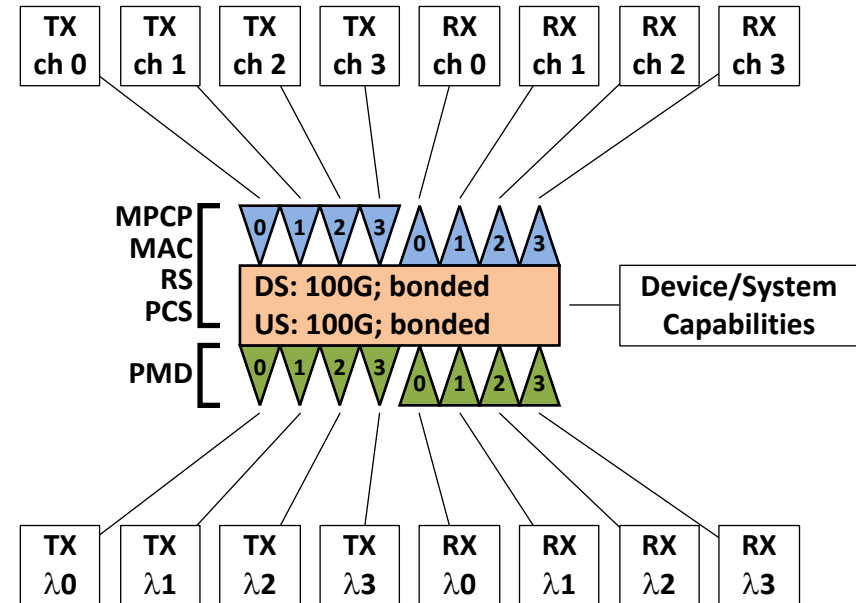 TX TX TX TX RX RX RX RX
ch 0 ch 1 ch 2 ch 3 ch 0 ch 1 ch 2 ch 3
MPCP
MAC
RS
PCS
0 1 2 3 0 1 2 3
DS: 100G; bonded
US: 100G; bonded
Device/System
Capabilities
PMD
0 1 2 3 0 1 2 3
TX TX TX TX RX RX RX RX
λ0 λ1 λ2 λ3 λ0 λ1 λ2 λ3